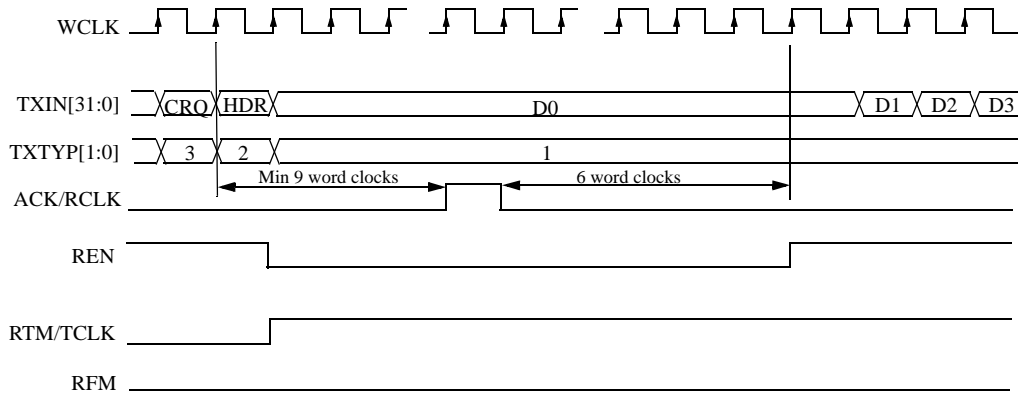 WCLK
TXIN[31:0] CRQ HDR D0 D1 D2 D3
TXTYP[1:0] 3 2 1
Min 9 word clocks 6 word clocks
ACK/RCLK
REN
RTM/TCLK
RFM